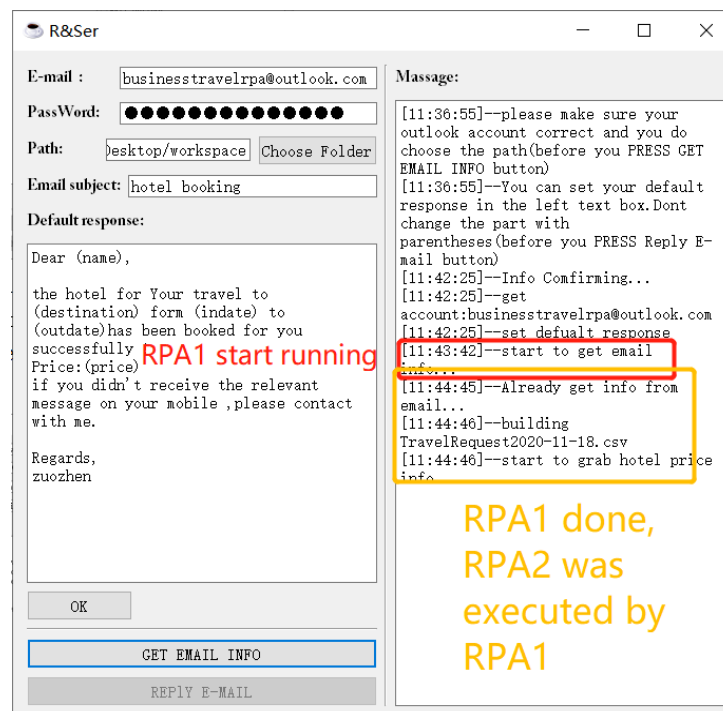 R&Ser
E-mail :
businesstravelrpa@outlook.com
PassWord:
Path:
Desktop/workspace
Choose Folder
Email subject:
hotel booking
Default response:
Dear (name),
the hotel for Your travel to
(destination) form (indate) to
(outdate)has been booked for you
successfully
Price:(price)
if you didn't receive the relevant
message on your mobile ,please contact
with me.
Regards,
zuozhen
RPA1 start running
OK
GET EMAIL INFO
REPlY E-MAIL
Massage:
[11:36:55]--please make sure your
outlook account correct and you do
choose the path(before you PRESS GET
EMAIL INFO button)
[11:36:55]--You can set your default
response in the left text box.Dont
change the part with
parentheses(before you PRESS Reply E-
mail button)
[11:42:25]--Info Confirming...
[11:42:25]--get
account:businesstravelrpa@outlook.com
[11:42:25]--set defualt response
[11:43:42]--start to get email
info...
[11:44:45]--Already get info from
email...
[11:44:46]--building
TravelRequest2020-11-18.csv
[11:44:46]--start to grab hotel price
info
RPA1 done,
RPA2 was
executed by
RPA1